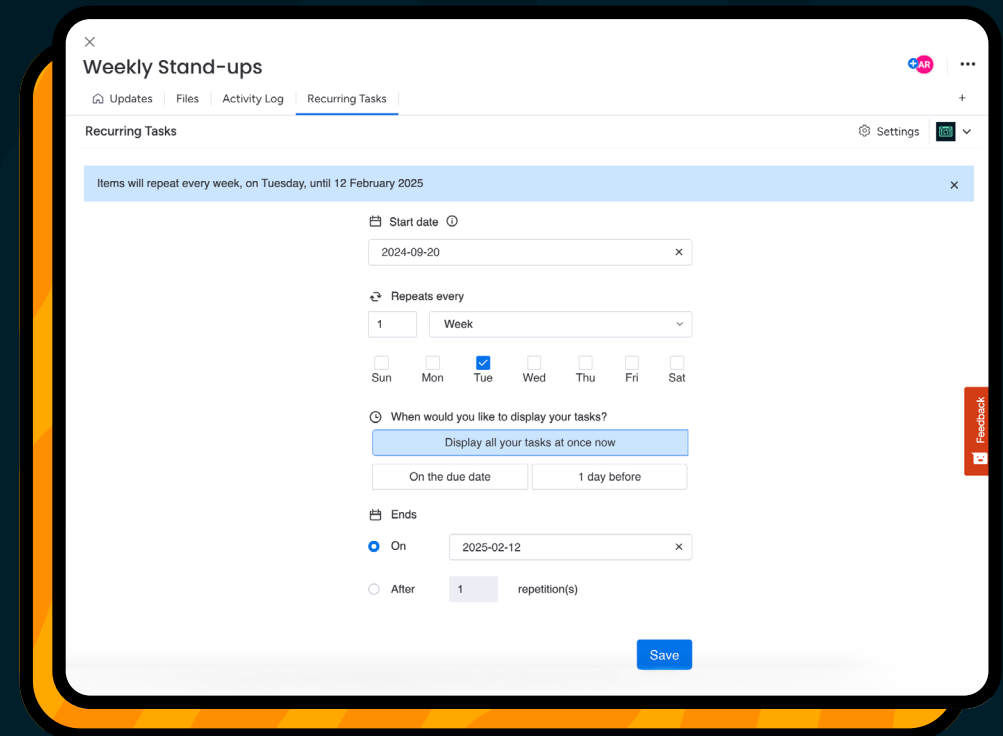 Weekly Stand-ups
AR
Updates Files Activity Log Recurring Tasks
Recurring Tasks
Settings
Items will repeat every week, on Tuesday, until 12 February 2025
Start date
2024-09-20
Repeats every
1 Week
Sun Mon Tue Wed Thu Fri Sat
When would you like to display your tasks?
Display all your tasks at once now
On the due date 1 day before
Ends
On 2025-02-12
After 1 repetition(s)
Save
Feedback